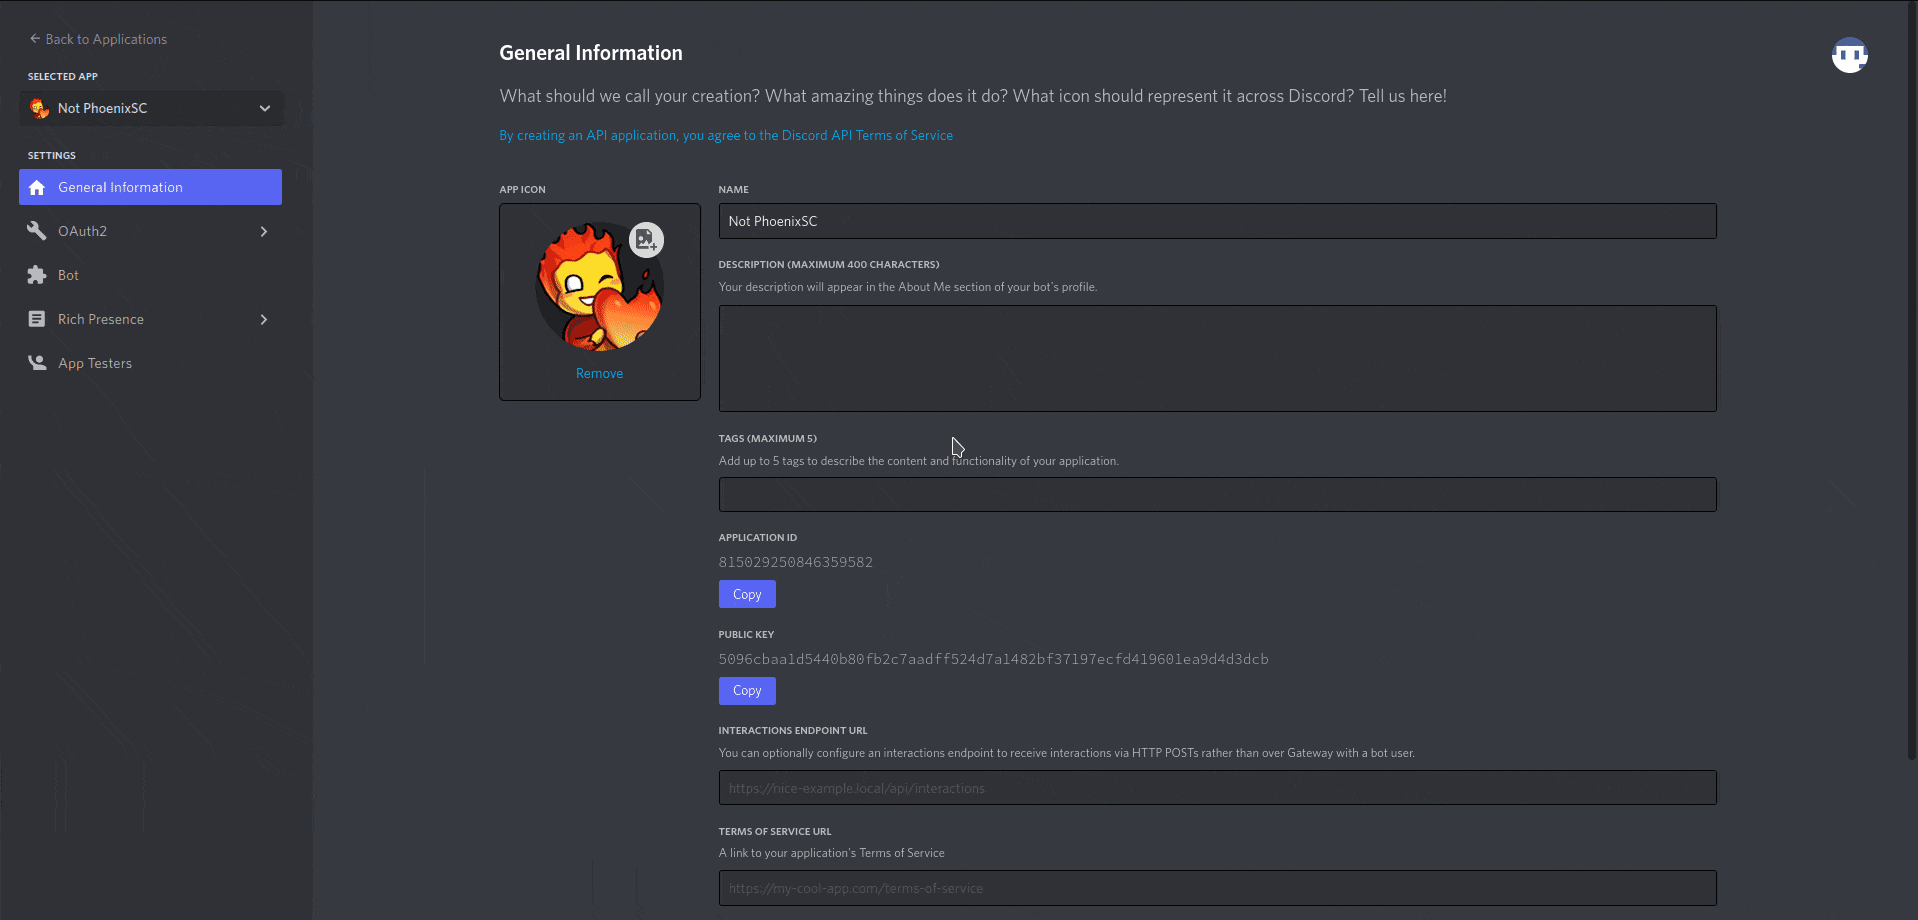 Back to Applications
SELECTED APP
Not PhoenixSC
SETTINGS
General Information
OAuth2
Bot
Rich Presence
App Testers
General Information
What should we call your creation? What amazing things does it do? What icon should represent it across Discord? Tell us here!
By creating an API application, you agree to the Discord API Terms of Service
APP ICON
Remove
NAME
Not PhoenixSC
DESCRIPTION (MAXIMUM 400 CHARACTERS)
Your description will appear in the About Me section of your bot's profile.
TAGS (MAXIMUM 5)
Add up to 5 tags to describe the content and functionality of your application.
APPLICATION ID
815029250846359582
Copy
PUBLIC KEY
5096cbaa1d5440b80fb2c7aadff524d7a1482bf37197ecfd419601ea9d4d3dcb
Copy
INTERACTIONS ENDPOINT URL
You can optionally configure an interactions endpoint to receive interactions via HTTP POSTs rather than over Gateway with a bot user.
https://nice-example.local/api/interactions
TERMS OF SERVICE URL
A link to your application's Terms of Service
https://my-cool-app.com/terms-of-service